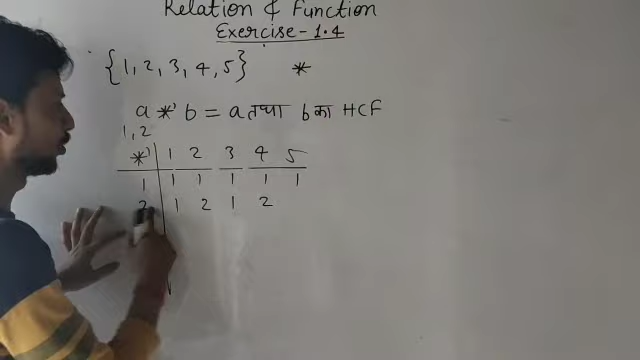 Relation & Function
Exercise-1.4
{1, 2, 3, 4, 5} *
a *' b = a तथा b का HCF
1, 2
*' 1 2 3 4 5
1 1 1 1 1 1
2 1 2 1 2